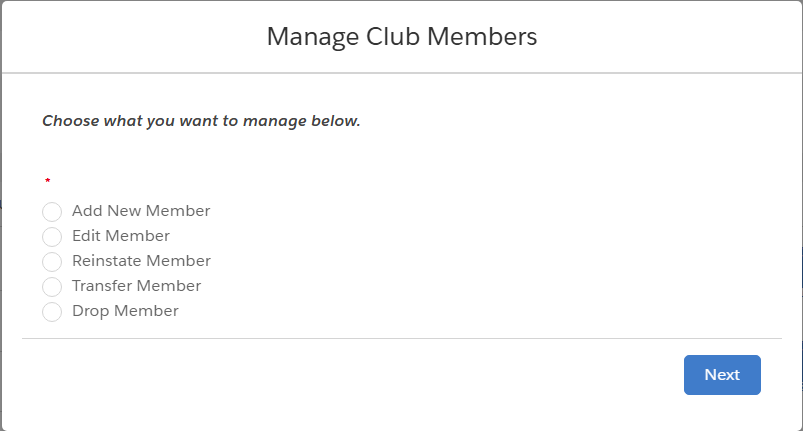 Manage Club Members
Choose what you want to manage below.
*
Add New Member
Edit Member
Reinstate Member
Transfer Member
Drop Member
Next